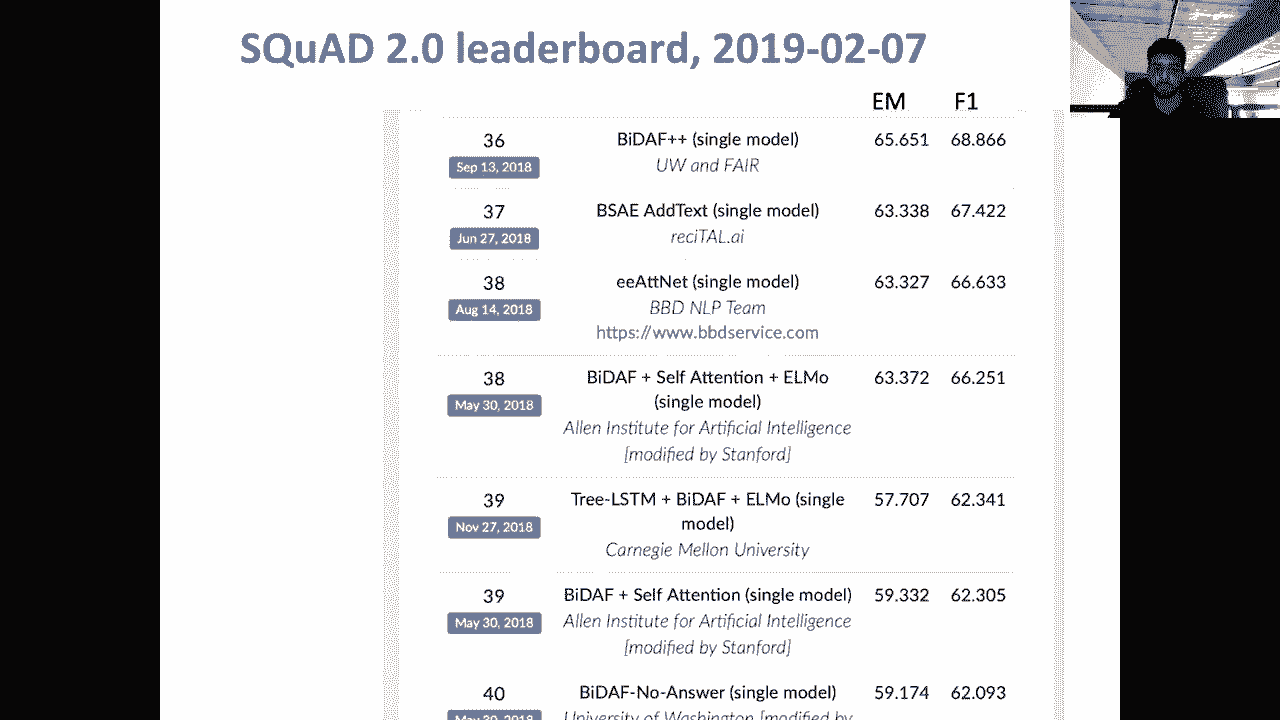 SQuAD 2.0 leaderboard, 2019-02-07
EM F1
36 BiDAF++ (single model) 65.651 68.866
Sep 13, 2018 UW and FAIR
37 BSAE AddText (single model) 63.338 67.422
Jun 27, 2018 reciTAL.ai
38 eeAttNet (single model) 63.327 66.633
Aug 14, 2018 BBD NLP Team
https://www.bbdservice.com
38 BiDAF + Self Attention + ELMo 63.372 66.251
May 30, 2018 (single model)
Allen Institute for Artificial Intelligence
[modified by Stanford]
39 Tree-LSTM + BiDAF + ELMo (single 57.707 62.341
Nov 27, 2018 model)
Carnegie Mellon University
39 BiDAF + Self Attention (single model) 59.332 62.305
May 30, 2018 Allen Institute for Artificial Intelligence
[modified by Stanford]
40 BiDAF-No-Answer (single model) 59.174 62.093
May 30, 2018 University of Washington [modified by